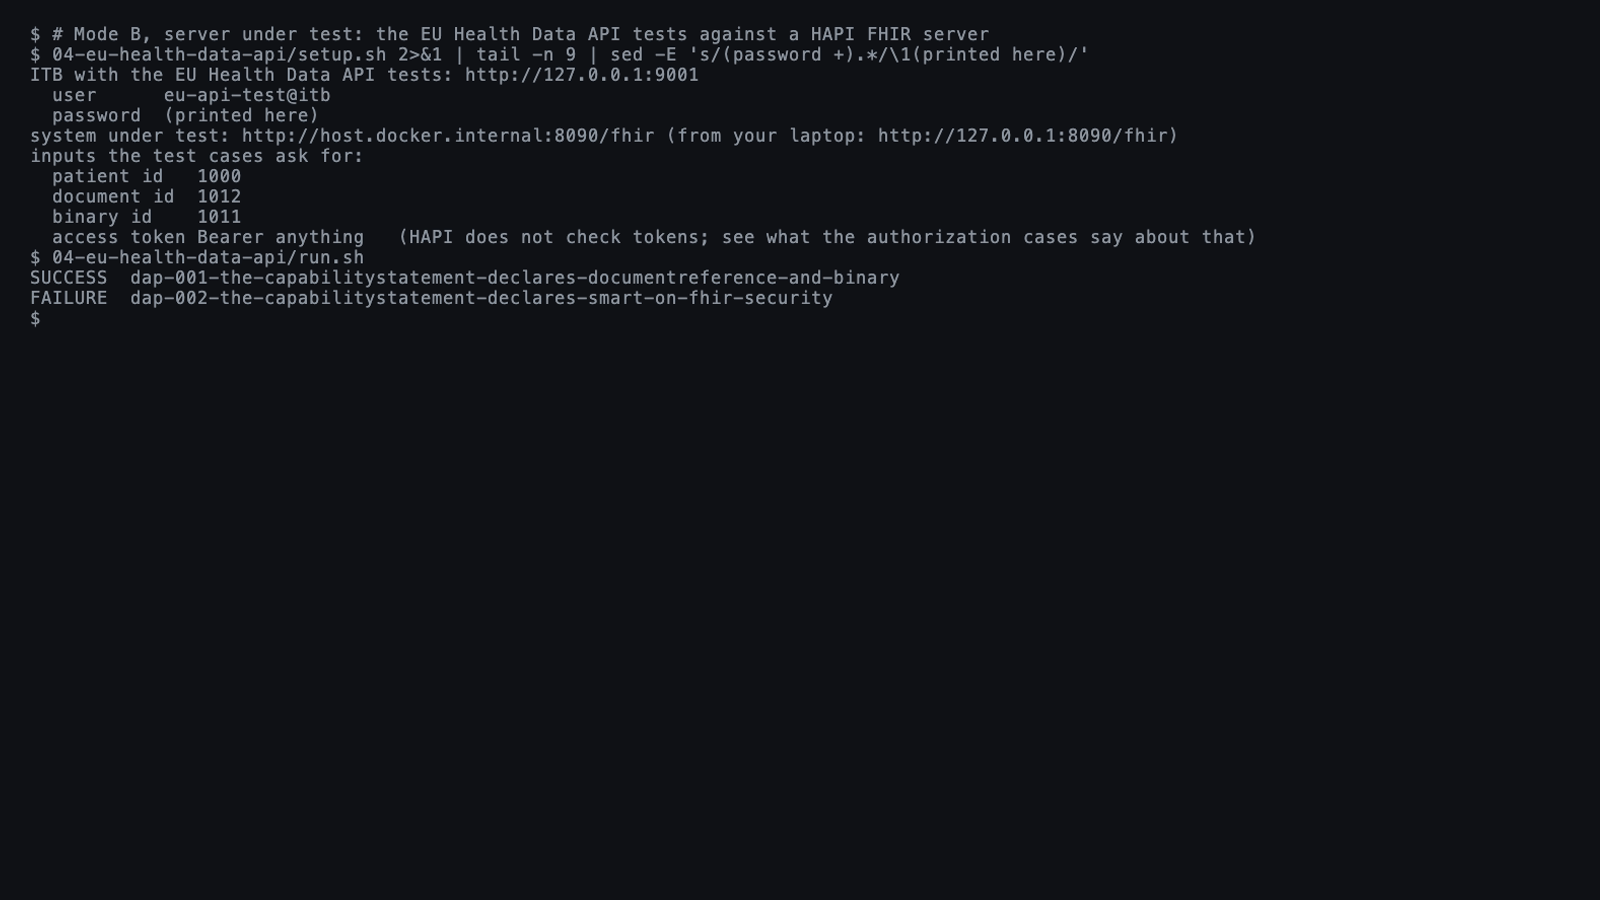 $ # Mode B, server under test: the EU Health Data API tests against a HAPI FHIR server
$ 04-eu-health-data-api/setup.sh 2>&1 | tail -n 9 | sed -E 's/(password +).*/\1(printed here)/'
ITB with the EU Health Data API tests: http://127.0.0.1:9001
  user      eu-api-test@itb
  password  (printed here)
system under test: http://host.docker.internal:8090/fhir (from your laptop: http://127.0.0.1:8090/fhir)
inputs the test cases ask for:
  patient id   1000
  document id  1012
  binary id    1011
  access token Bearer anything   (HAPI does not check tokens; see what the authorization cases say about that)
$ 04-eu-health-data-api/run.sh
SUCCESS  dap-001-the-capabilitystatement-declares-documentreference-and-binary
FAILURE  dap-002-the-capabilitystatement-declares-smart-on-fhir-security
$